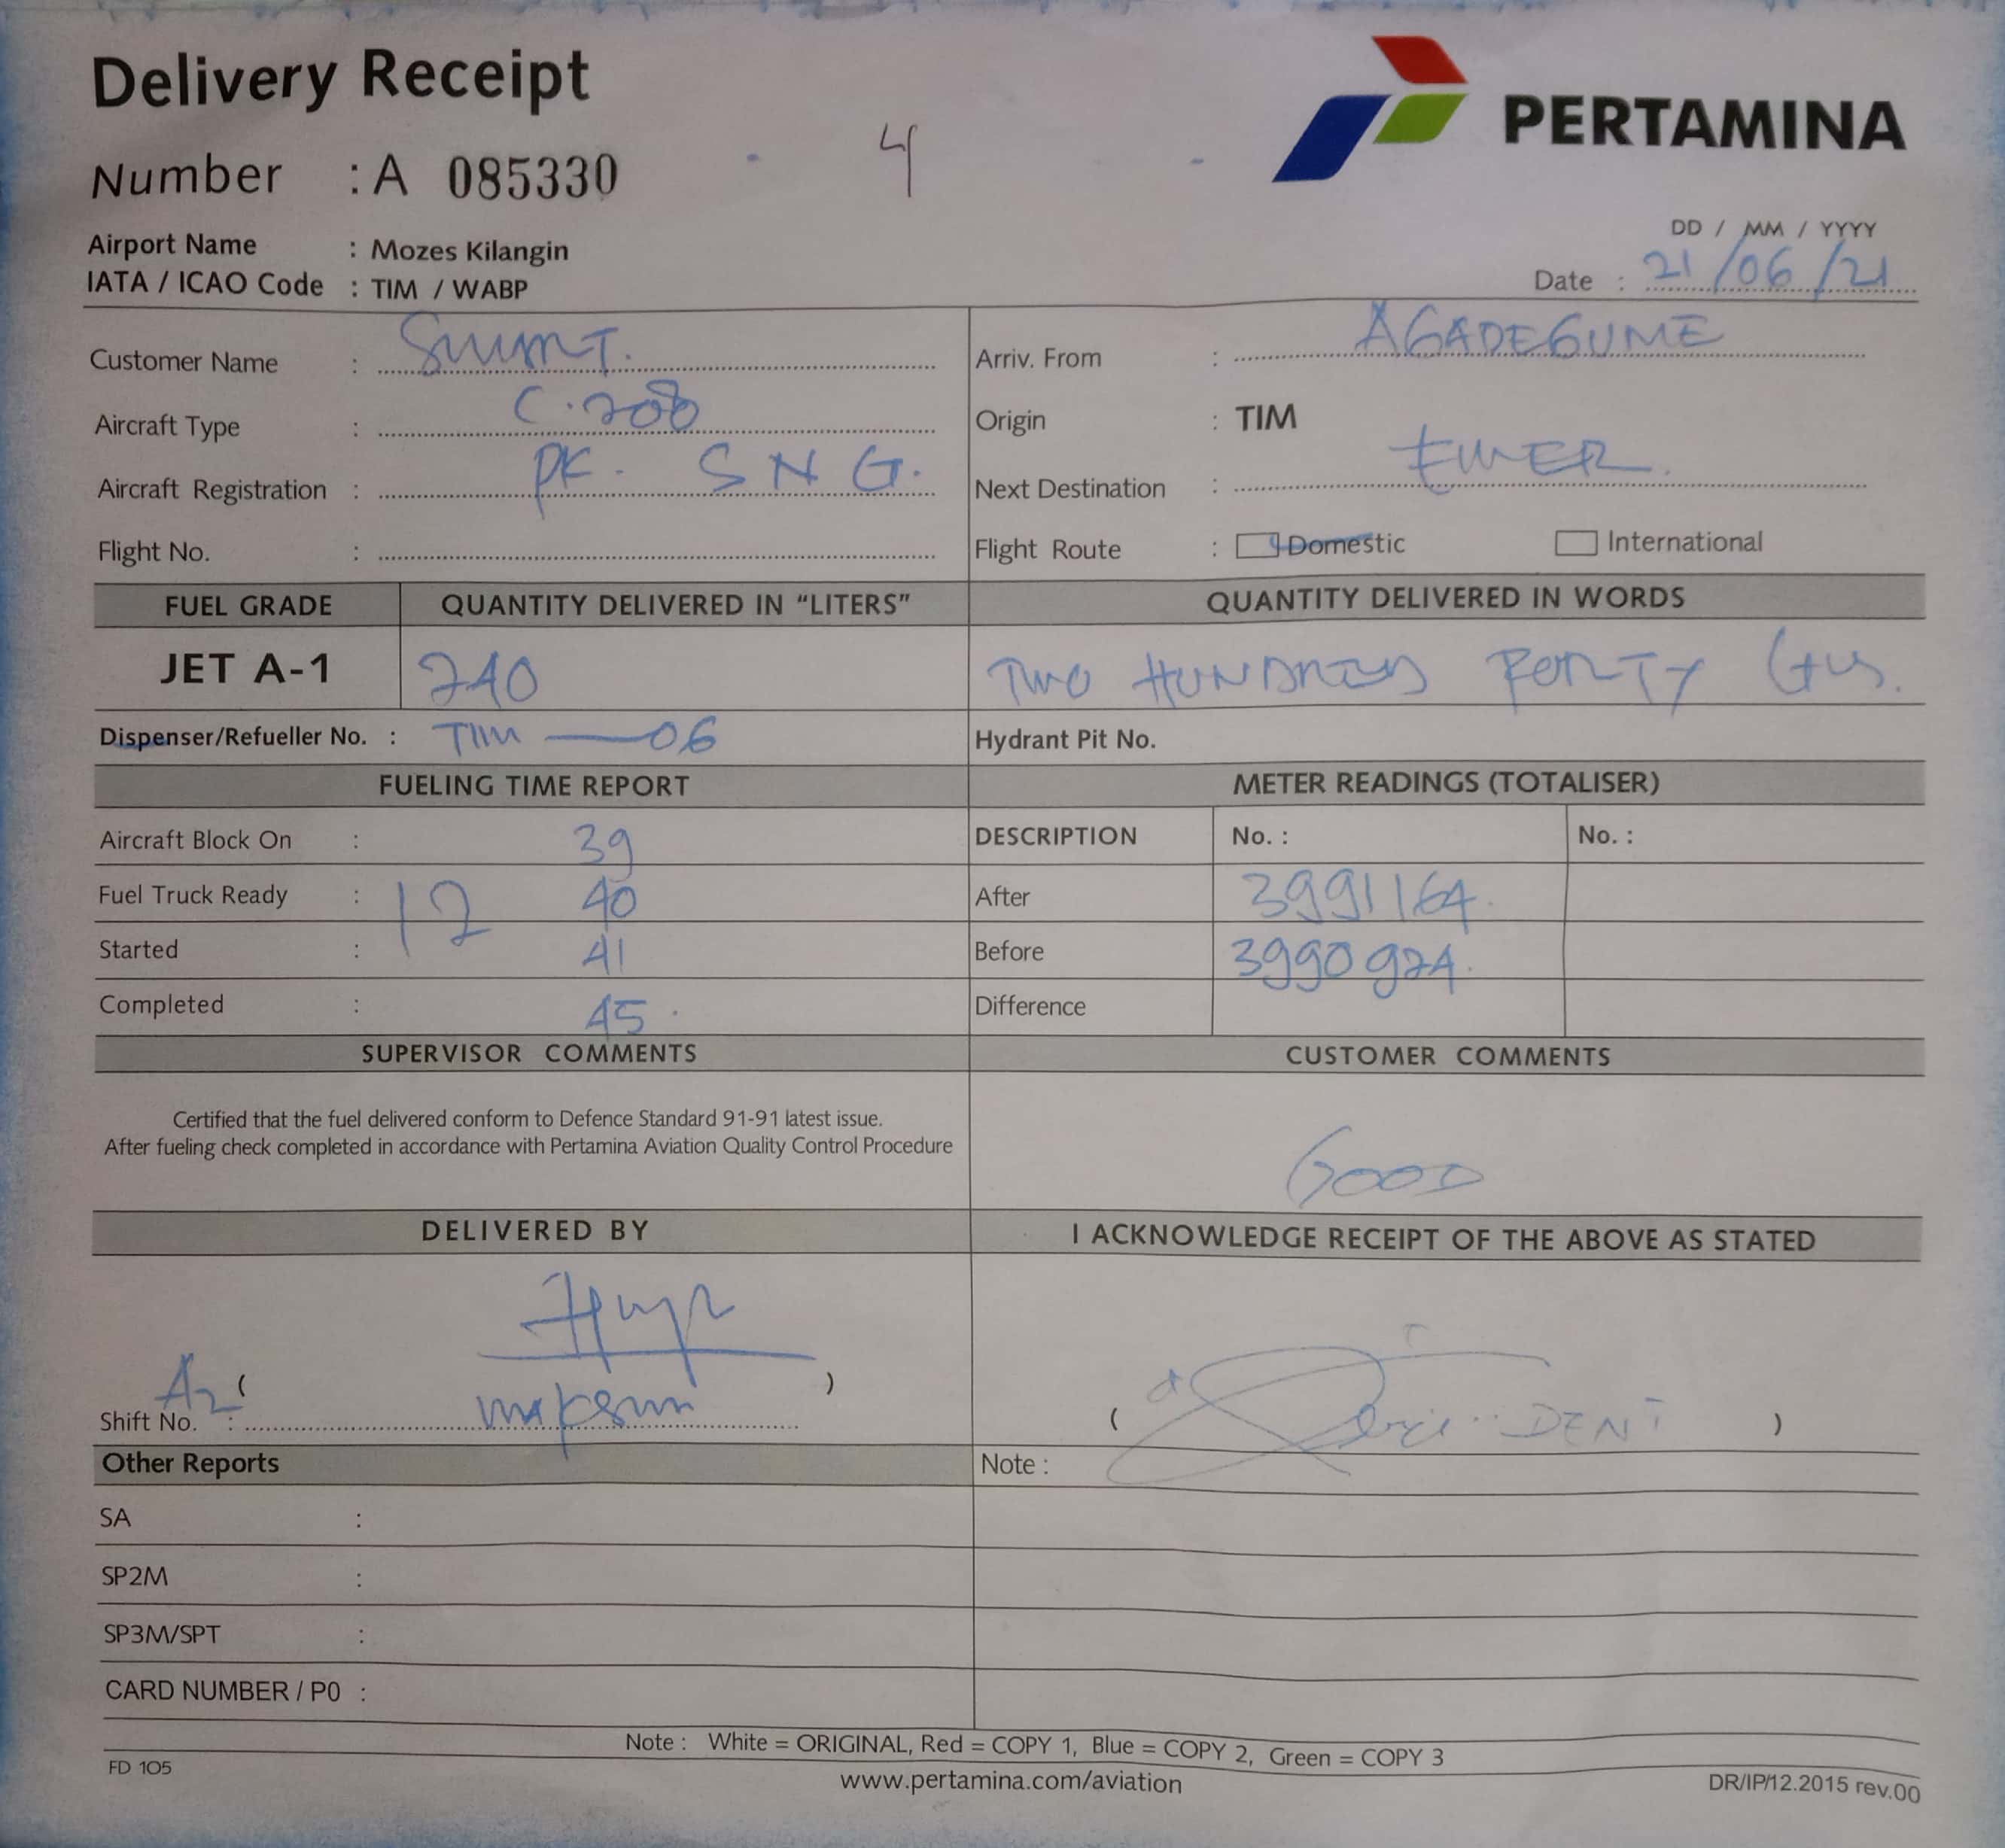 Delivery Receipt
PERTAMINA
Number : A 085330
4
Airport Name : Mozes Kilangin
IATA / ICAO Code : TIM / WABP
DD / MM / YYYY
Date : 21/06/21
Customer Name :
Arriv. From : AGADEGUME
Aircraft Type : C.208
Origin : TIM
Aircraft Registration : PK. SNG.
Next Destination : EWER.
Flight No. :
Flight Route : Domestic International
FUEL GRADE QUANTITY DELIVERED IN "LITERS" QUANTITY DELIVERED IN WORDS
JET A-1 240 TWO HUNDRED FORTY
Dispenser/Refueller No. : TIM — 06 Hydrant Pit No.
FUELING TIME REPORT METER READINGS (TOTALISER)
Aircraft Block On : 39 DESCRIPTION No. : No. :
Fuel Truck Ready : 12 40 After 3991164.
Started : 41 Before 3990924.
Completed : 45 . Difference
SUPERVISOR COMMENTS CUSTOMER COMMENTS
Certified that the fuel delivered conform to Defence Standard 91-91 latest issue.
After fueling check completed in accordance with Pertamina Aviation Quality Control Procedure
GOOD
DELIVERED BY I ACKNOWLEDGE RECEIPT OF THE ABOVE AS STATED
A2 ( )
Shift No. :
( DENI )
Other Reports Note :
SA :
SP2M :
SP3M/SPT :
CARD NUMBER / P0 :
Note : White = ORIGINAL, Red = COPY 1, Blue = COPY 2, Green = COPY 3
FD 105
www.pertamina.com/aviation
DR/IP/12.2015 rev.00